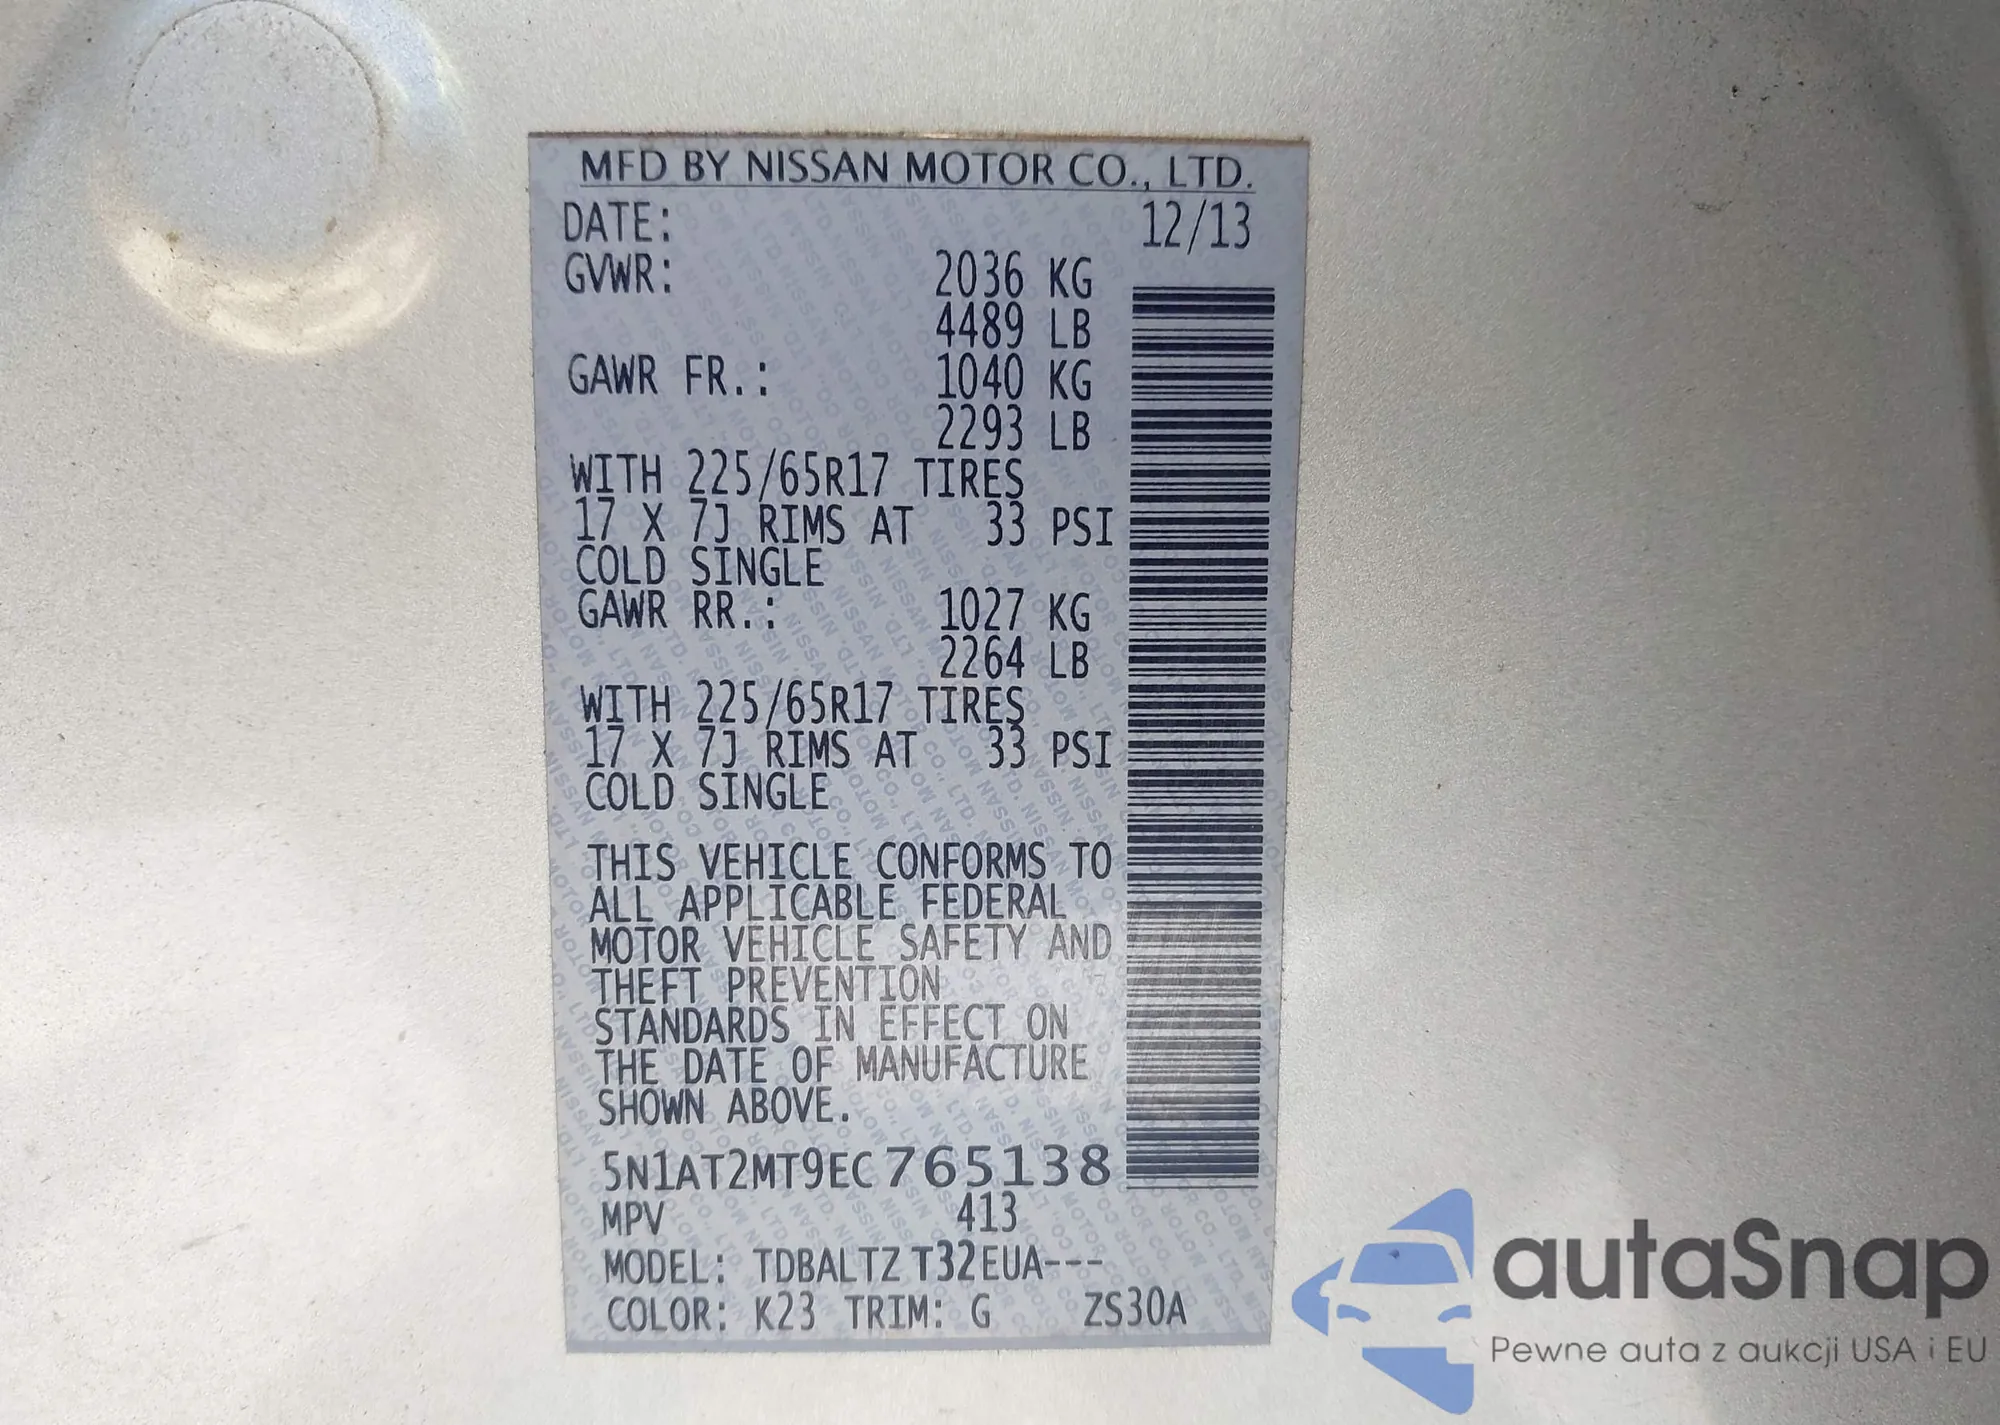 MFD BY NISSAN MOTOR CO., LTD.
DATE: 12/13
GVWR: 2036 KG
4489 LB
GAWR FR.: 1040 KG
2293 LB
WITH 225/65R17 TIRES
17 X 7J RIMS AT 33 PSI
COLD SINGLE
GAWR RR.: 1027 KG
2264 LB
WITH 225/65R17 TIRES
17 X 7J RIMS AT 33 PSI
COLD SINGLE
THIS VEHICLE CONFORMS TO
ALL APPLICABLE FEDERAL
MOTOR VEHICLE SAFETY AND
THEFT PREVENTION
STANDARDS IN EFFECT ON
THE DATE OF MANUFACTURE
SHOWN ABOVE.
5N1AT2MT9EC765138
MPV 413
MODEL: TDBALTZ T32EUA---
COLOR: K23 TRIM: G ZS30A
autaSnap
Pewne auta z aukcji USA i EU